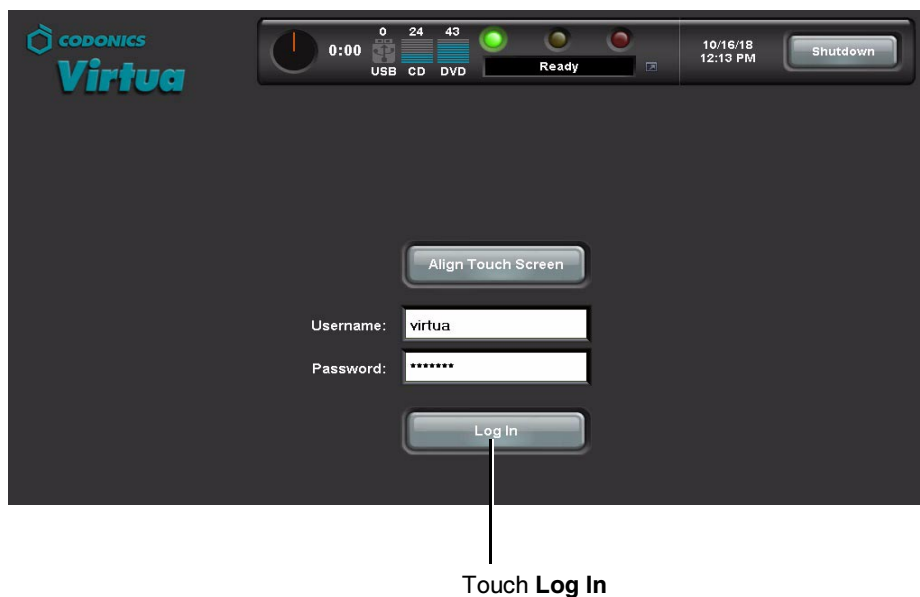 CODONICS
Virtua
0:00
0 24 43
USB CD DVD
Ready
10/16/18
12:13 PM
Shutdown
Align Touch Screen
Username: virtua
Password: *******
Log In
Touch Log In